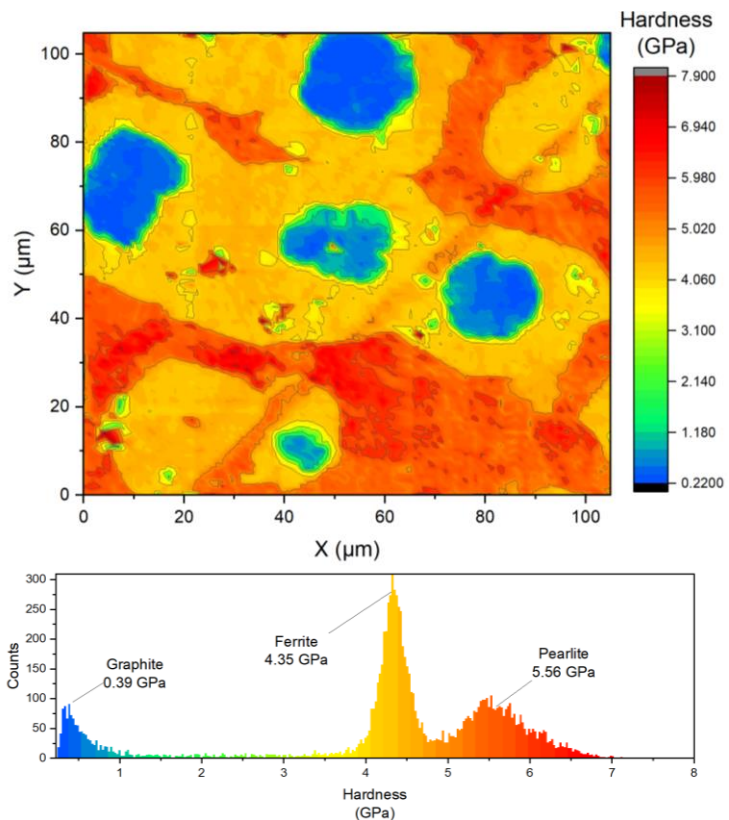 Hardness
(GPa)
100
80
60
40
20
0
Y (µm)
0
20
40
60
80
100
X (µm)
7.900
6.940
5.980
5.020
4.060
3.100
2.140
1.180
0.2200
300
250
200
150
100
50
0
Counts
Graphite
0.39 GPa
Ferrite
4.35 GPa
Pearlite
5.56 GPa
1
2
3
4
5
6
7
8
Hardness
(GPa)